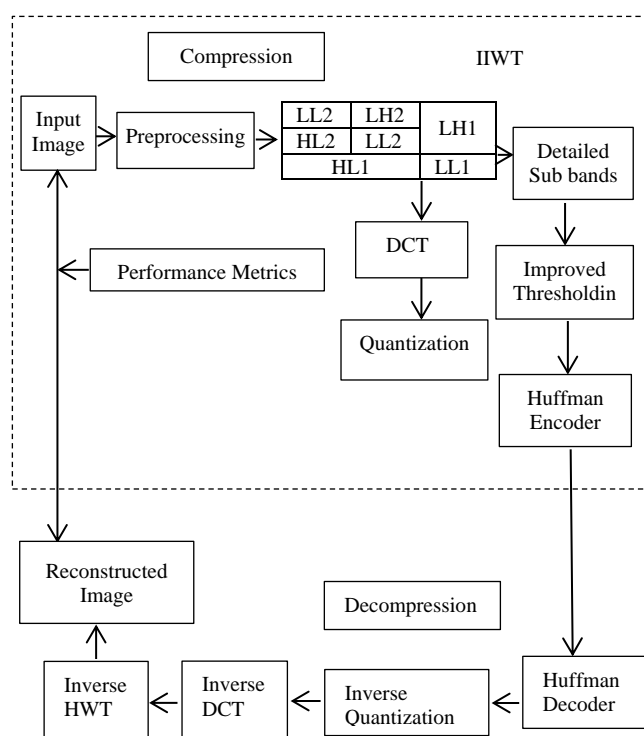 Compression
IIWT
Input
Image
Preprocessing
LL2 LH2
LH1
HL2 LL2
HL1 LL1
Detailed
Sub bands
DCT
Improved
Thresholdin
Performance Metrics
Quantization
Huffman
Encoder
Reconstructed
Image
Decompression
Inverse
HWT
Inverse
DCT
Inverse
Quantization
Huffman
Decoder